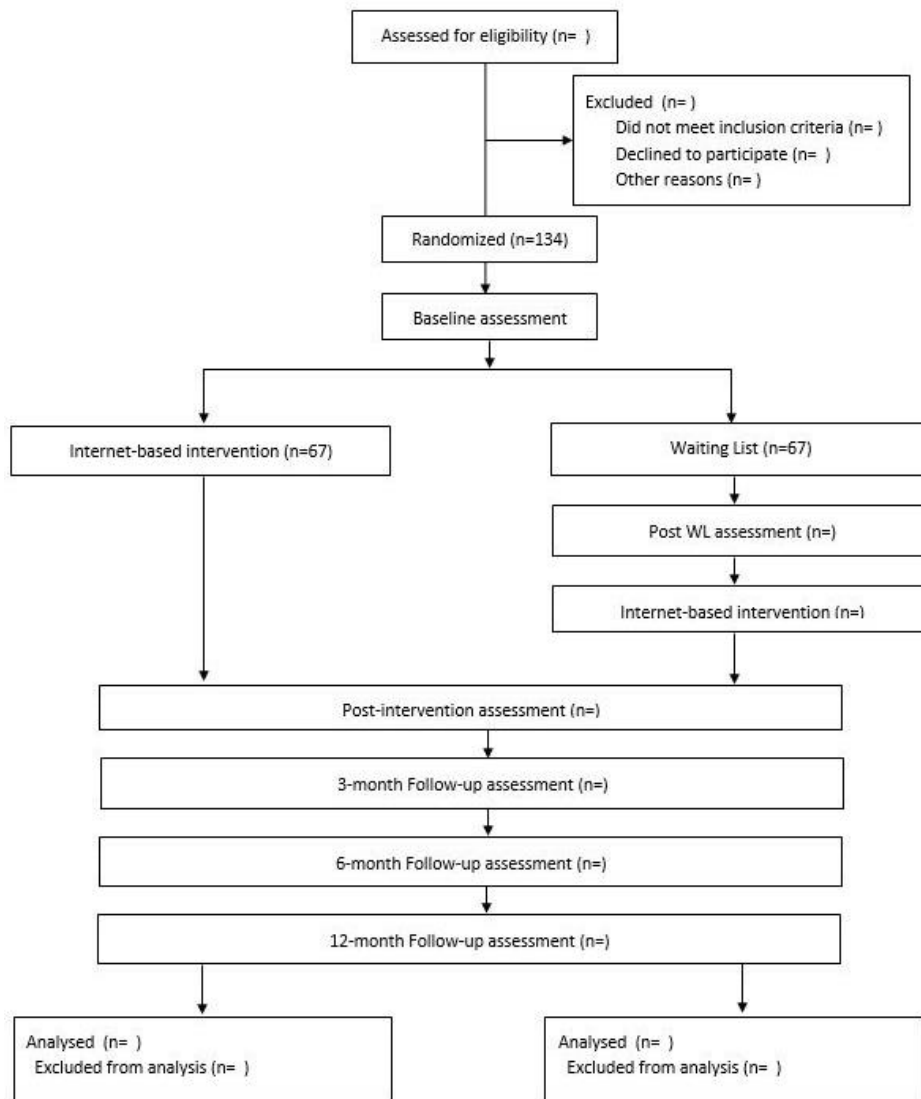 Assessed for eligibility (n=  )
Excluded  (n= )
Did not meet inclusion criteria (n= )
Declined to participate (n=  )
Other reasons (n= )
Randomized (n=134)
Baseline assessment
Internet-based intervention (n=67)
Waiting List (n=67)
Post WL assessment (n=)
Internet-based intervention (n=)
Post-intervention assessment (n=)
3-month Follow-up assessment (n=)
6-month Follow-up assessment (n=)
12-month Follow-up assessment (n=)
Analysed  (n=  )
Excluded from analysis (n=  )
Analysed  (n=  )
Excluded from analysis (n=  )